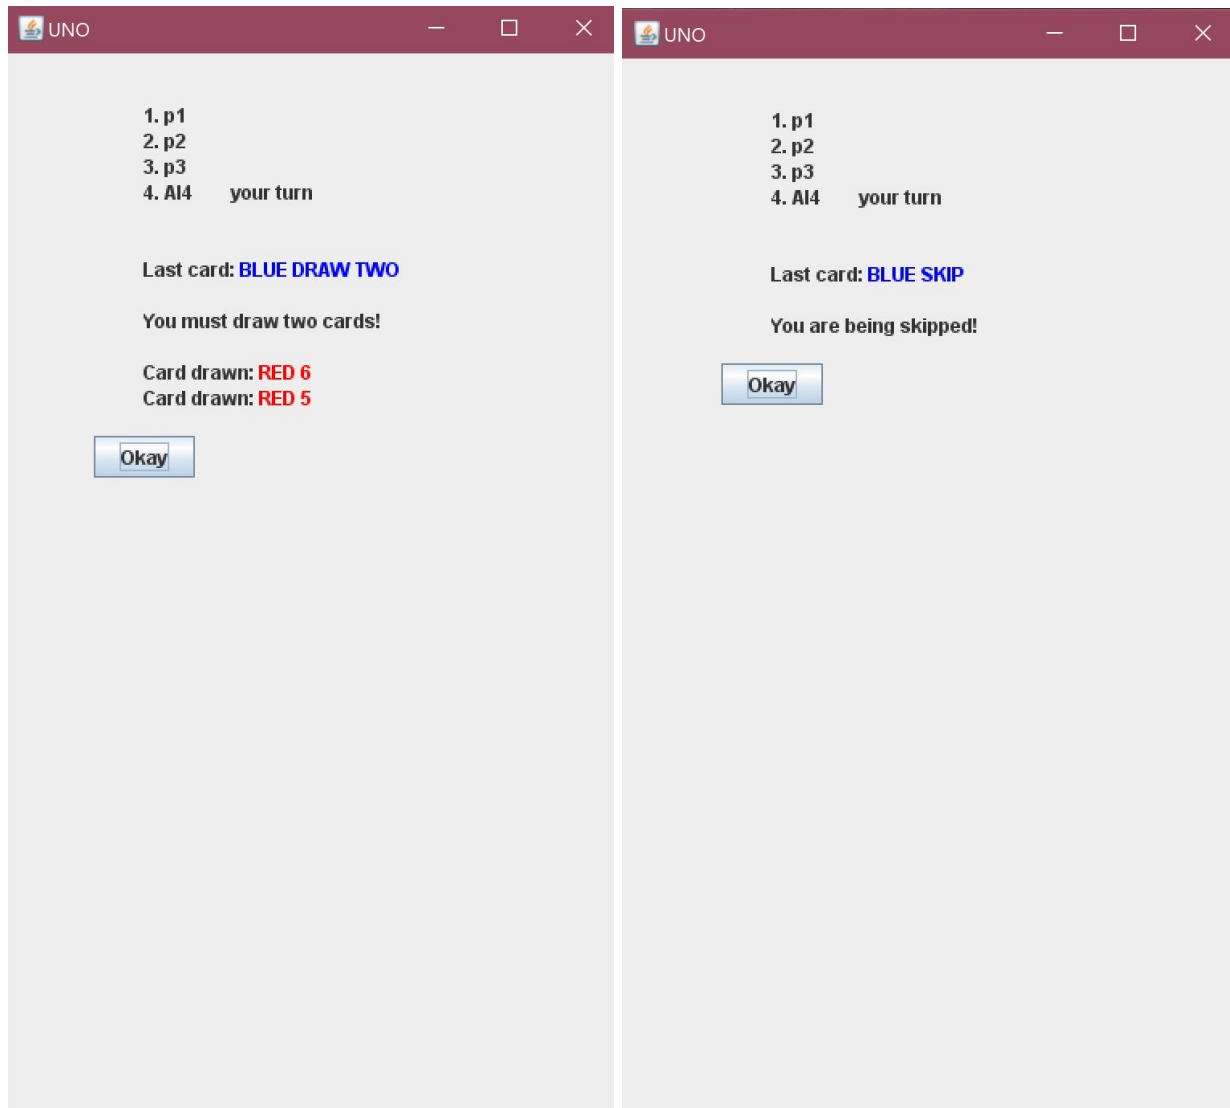 UNO
1. p1
2. p2
3. p3
4. AI4 your turn
Last card: BLUE DRAW TWO
You must draw two cards!
Card drawn: RED 6
Card drawn: RED 5
Okay
UNO
1. p1
2. p2
3. p3
4. AI4 your turn
Last card: BLUE SKIP
You are being skipped!
Okay